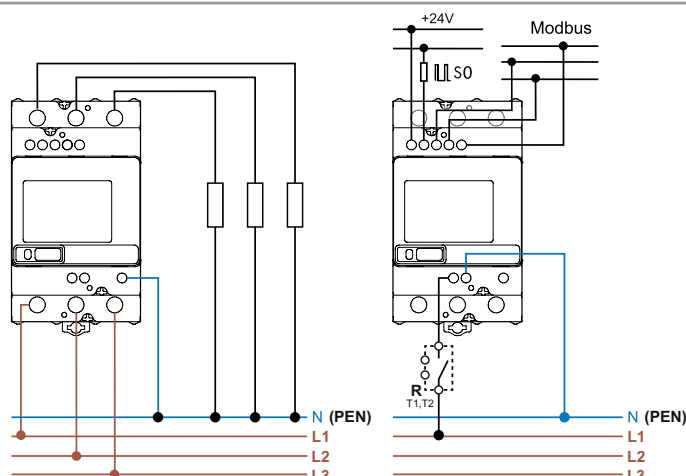 +24V
Modbus
S0
R
T1,T2
N (PEN)
L1
L2
L3
N (PEN)
L1
L2
L3